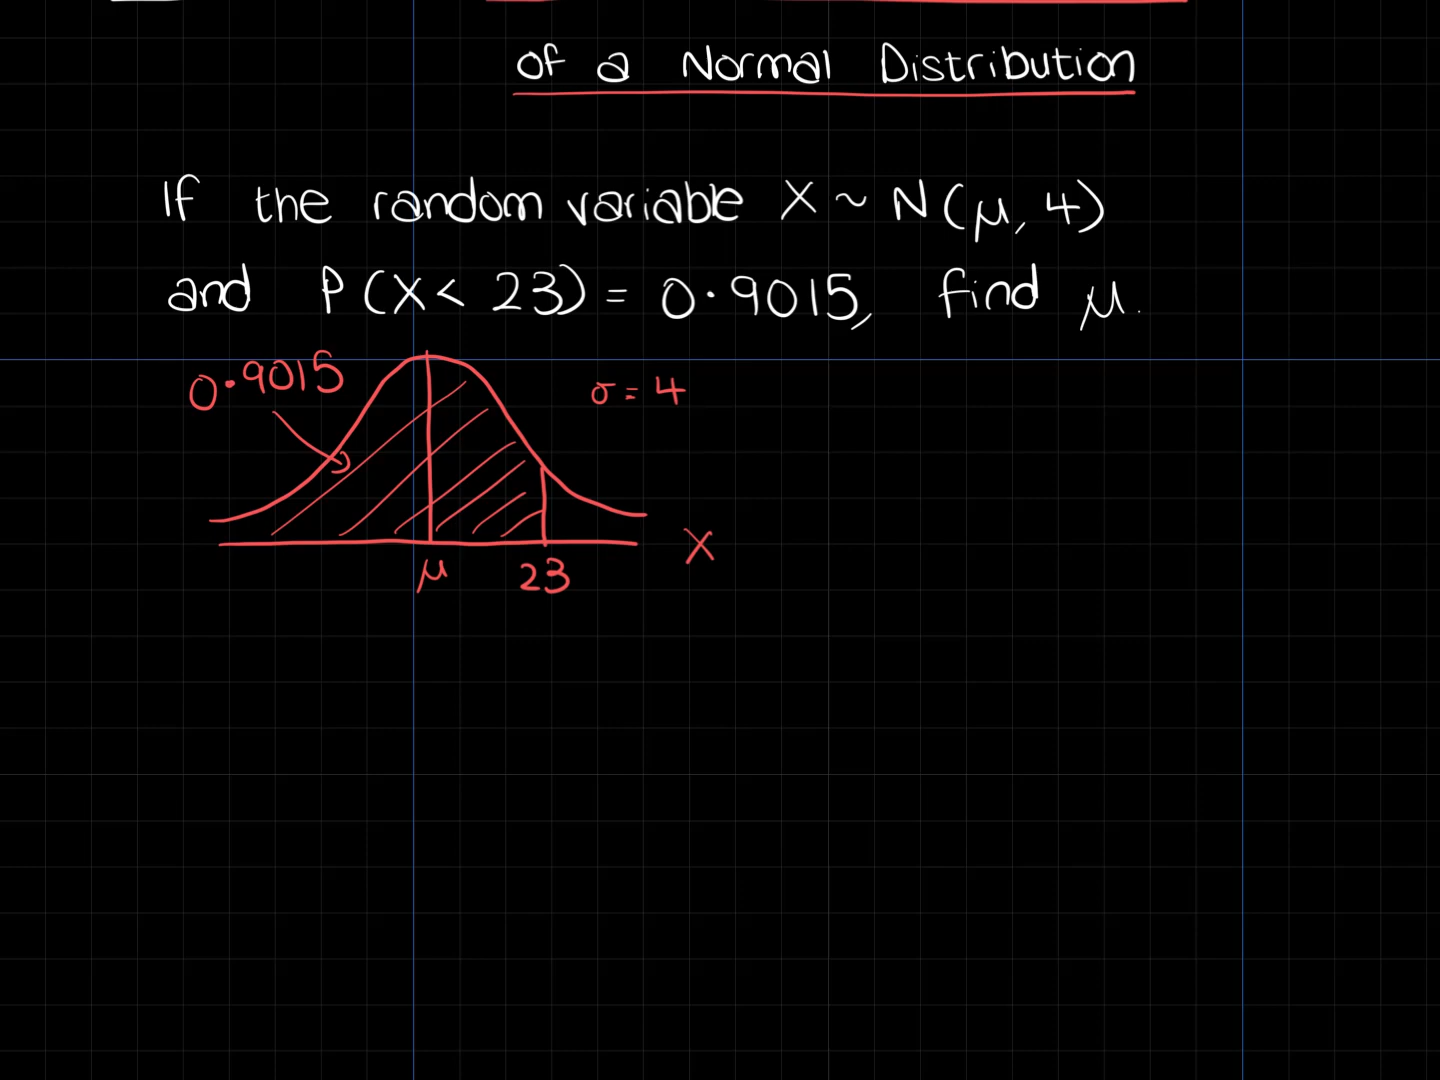 of a Normal Distribution
If the random variable X ~ N(μ, 4)
and P(X < 23) = 0.9015, find μ.
0.9015
σ = 4
X
μ 23